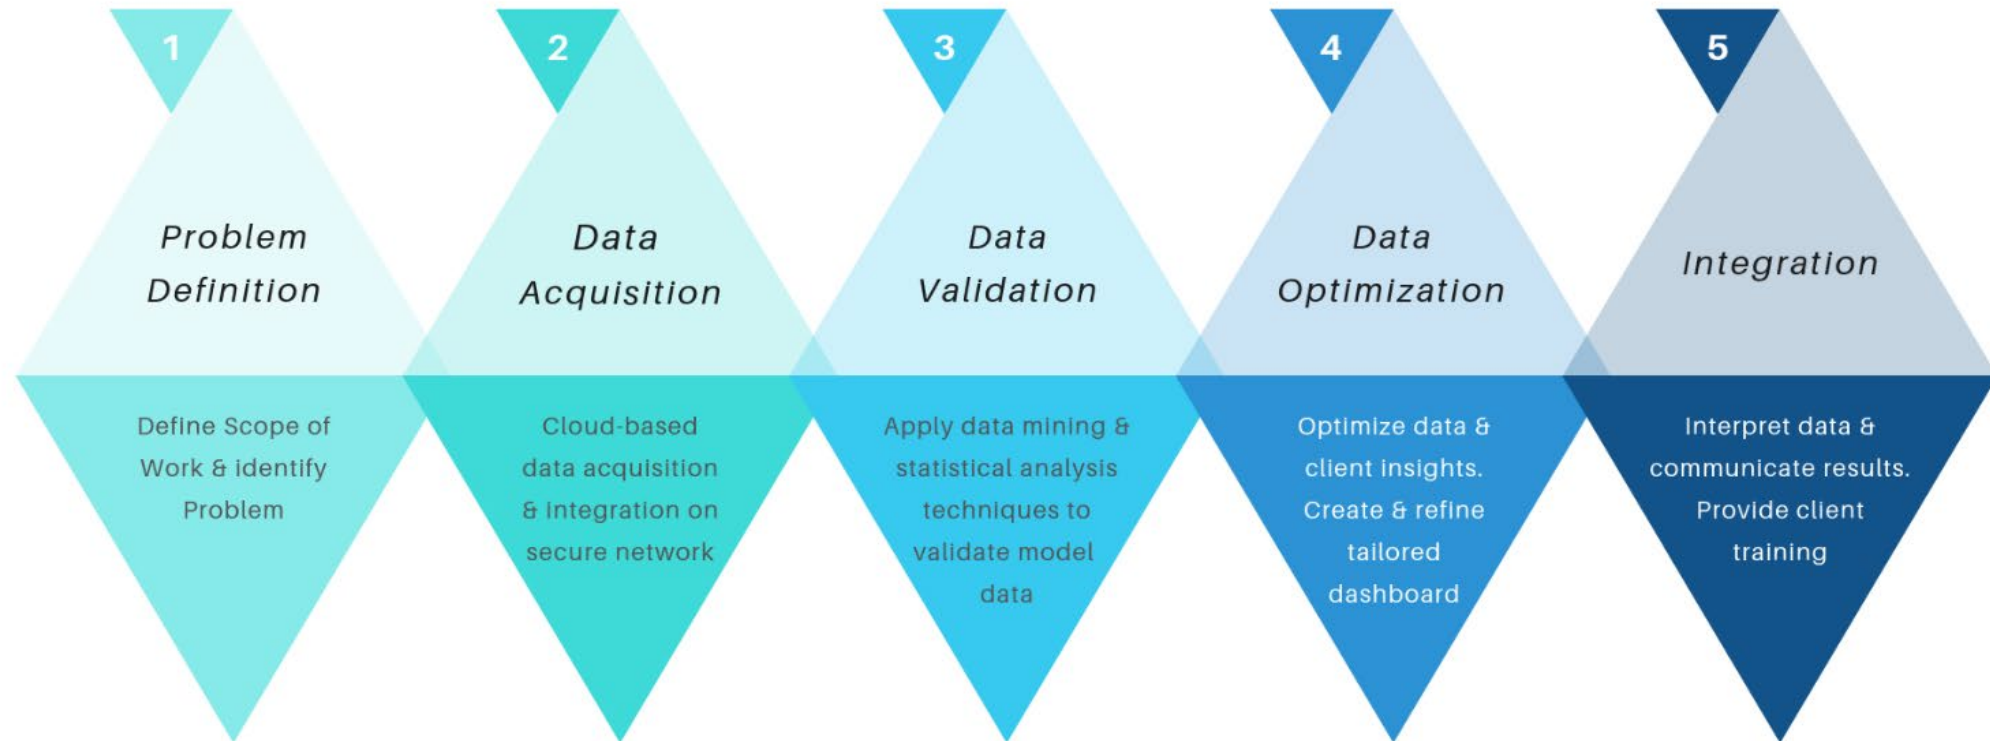 1
Problem
Definition
Define Scope of
Work & identify
Problem
2
Data
Acquisition
Cloud-based
data acquisition
& integration on
secure network
3
Data
Validation
Apply data mining &
statistical analysis
techniques to
validate model
data
4
Data
Optimization
Optimize data &
client insights.
Create & refine
tailored
dashboard
5
Integration
Interpret data &
communicate results.
Provide client
training